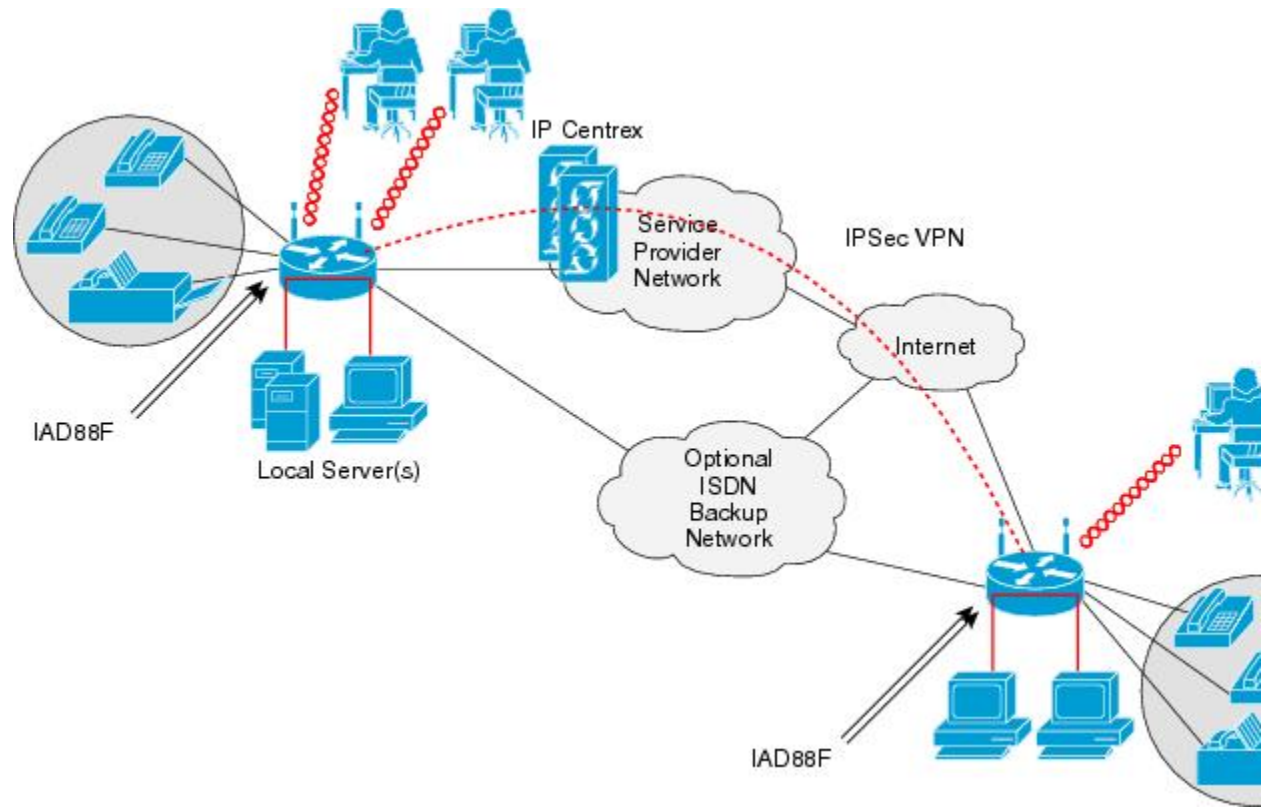 IP Centrex
Service
Provider
Network
IPSec VPN
Internet
IAD88F
Local Server(s)
Optional
ISDN
Backup
Network
IAD88F